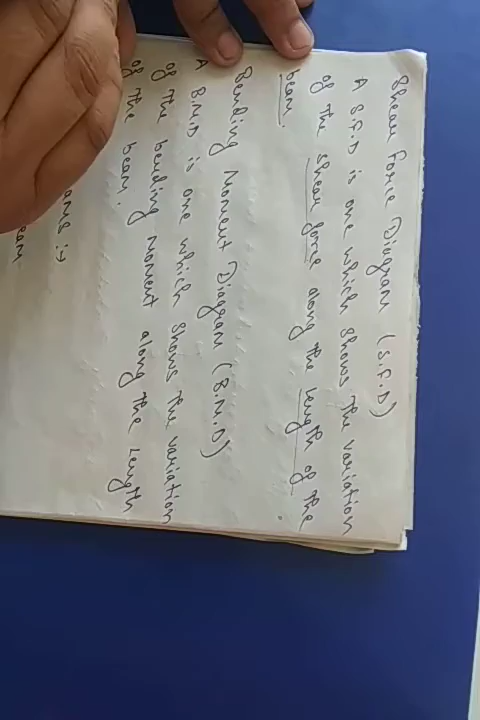 Shear Force Diagram (S.F.D)
A S.F.D is one which shows the variation
of the shear force along the length of the
beam.
Bending Moment Diagram (B.M.D)
A B.M.D is one which shows the variation
of the bending moment along the length
of the beam.